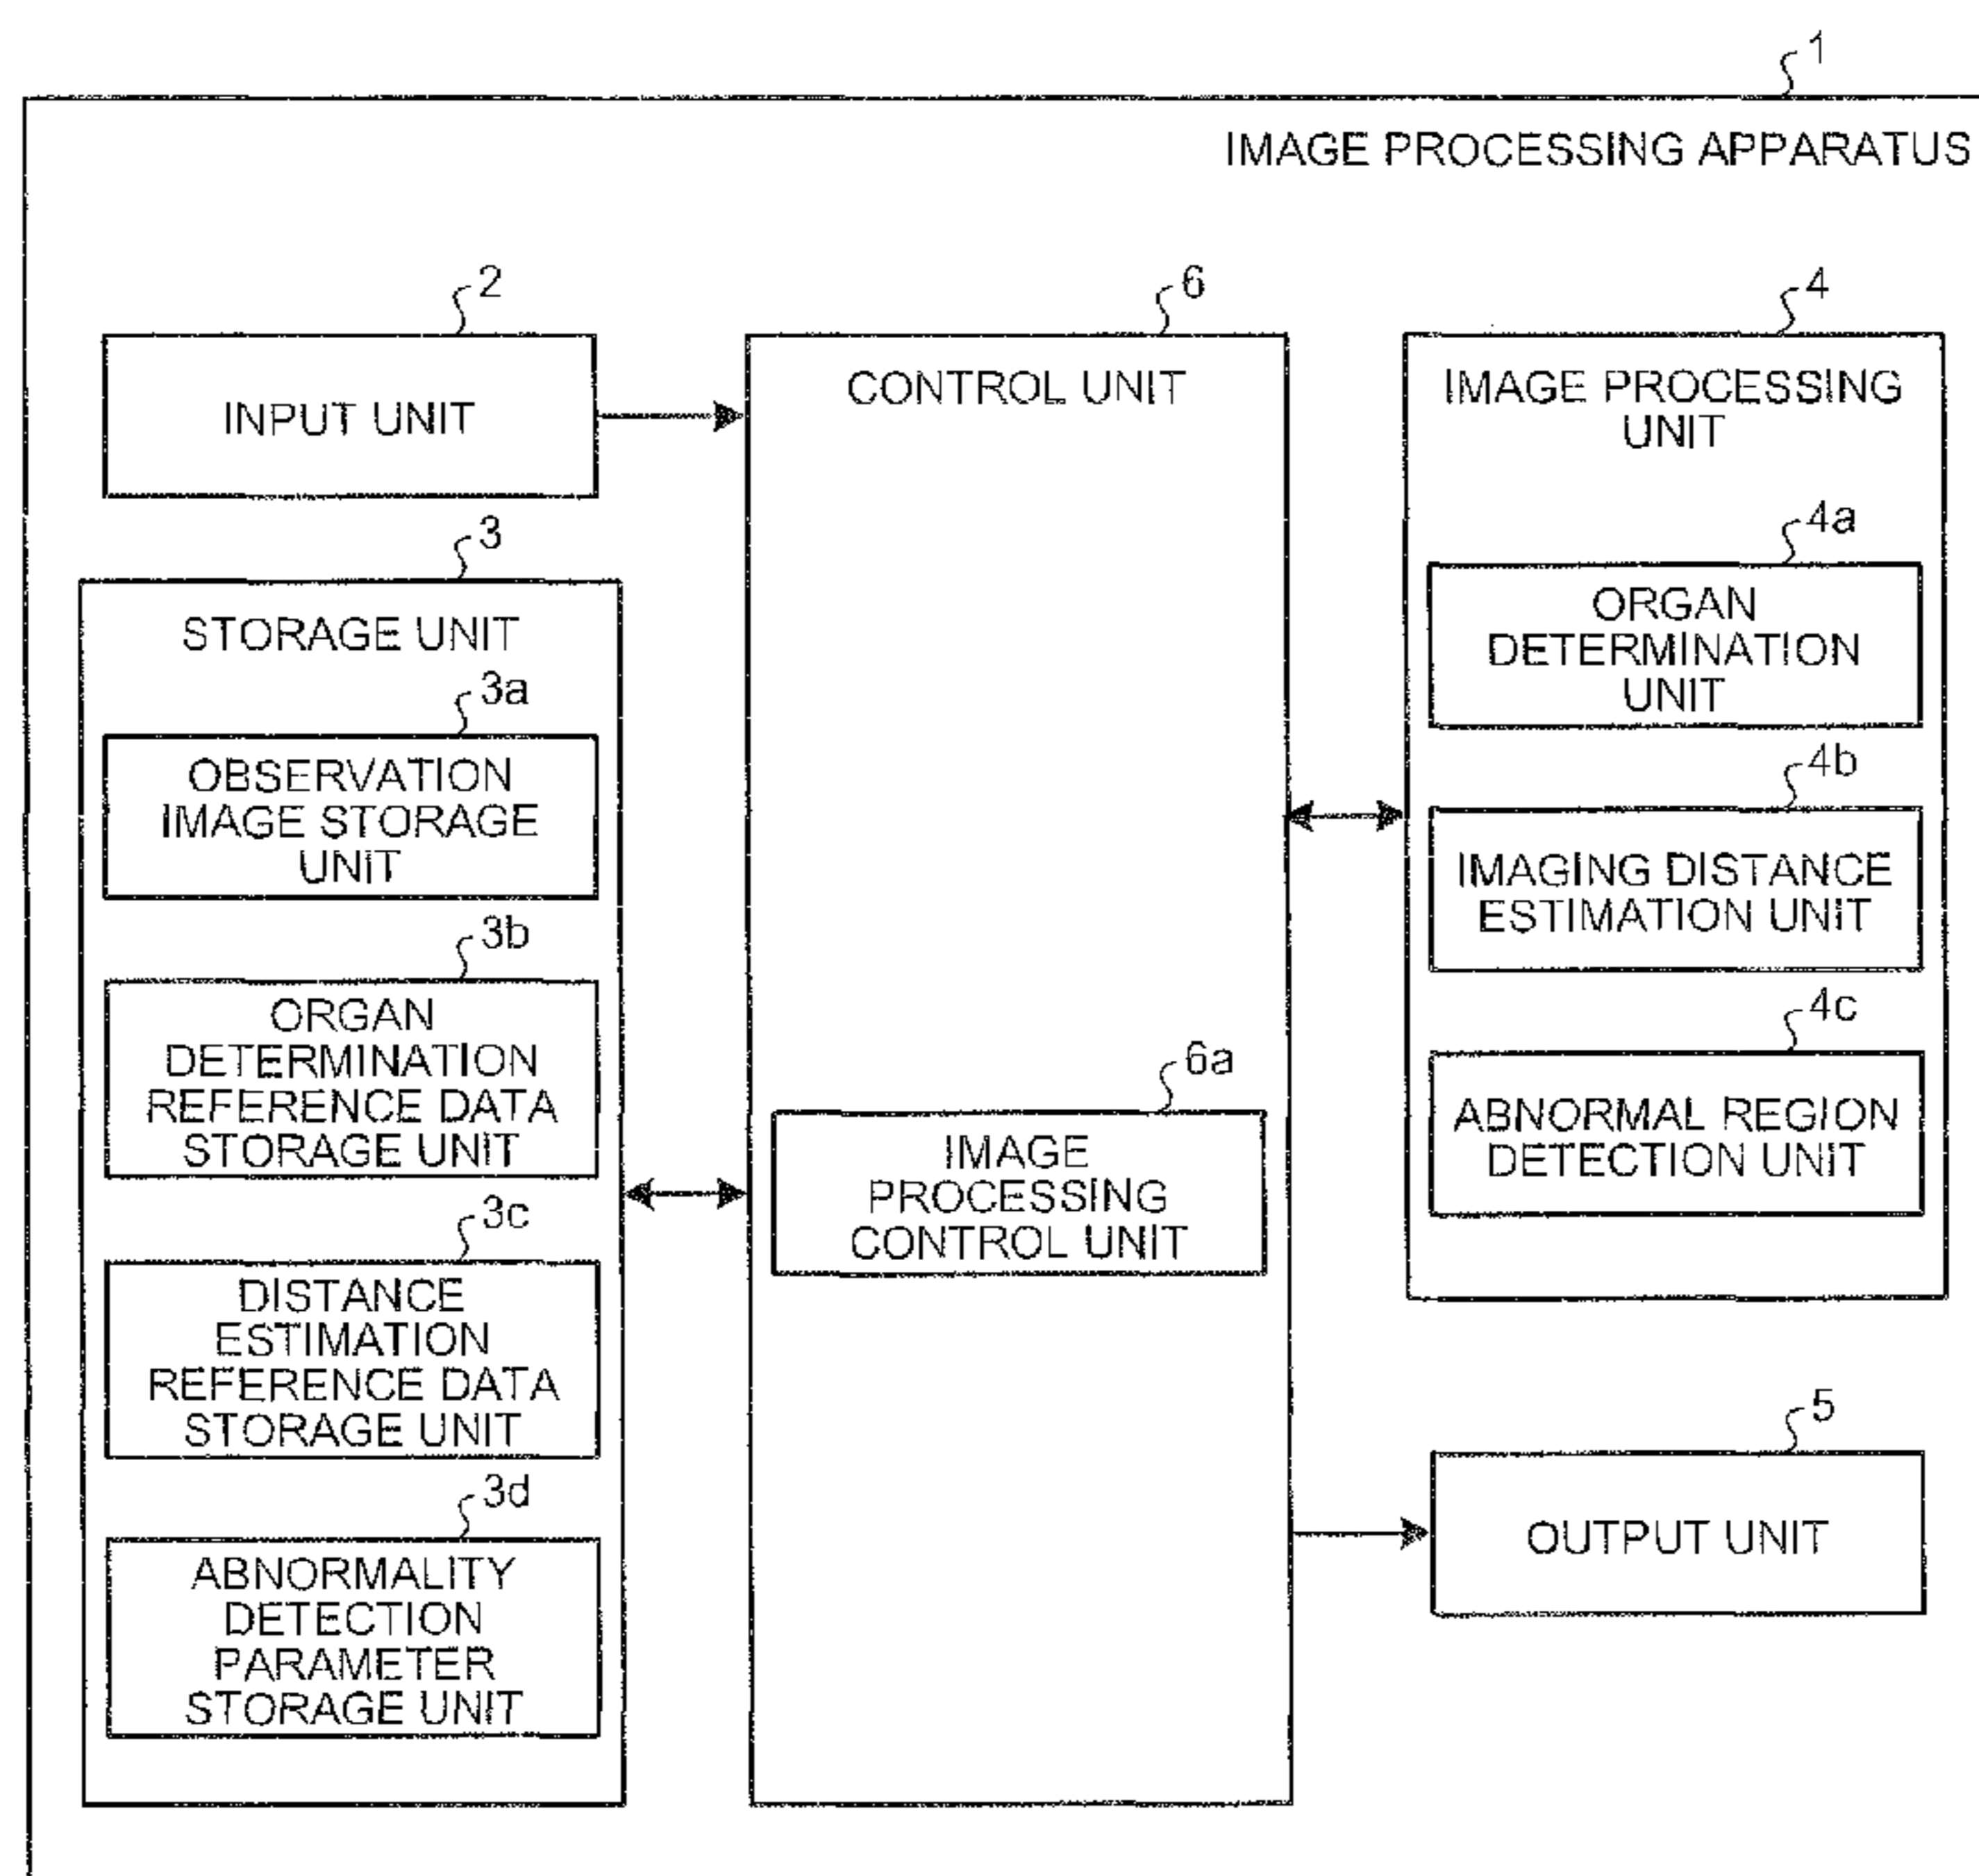 1
IMAGE PROCESSING APPARATUS
2
INPUT UNIT
3
STORAGE UNIT
3a
OBSERVATION
IMAGE STORAGE
UNIT
3b
ORGAN
DETERMINATION
REFERENCE DATA
STORAGE UNIT
3c
DISTANCE
ESTIMATION
REFERENCE DATA
STORAGE UNIT
3d
ABNORMALITY
DETECTION
PARAMETER
STORAGE UNIT
6
CONTROL UNIT
6a
IMAGE
PROCESSING
CONTROL UNIT
4
IMAGE PROCESSING
UNIT
4a
ORGAN
DETERMINATION
UNIT
4b
IMAGING DISTANCE
ESTIMATION UNIT
4c
ABNORMAL REGION
DETECTION UNIT
5
OUTPUT UNIT